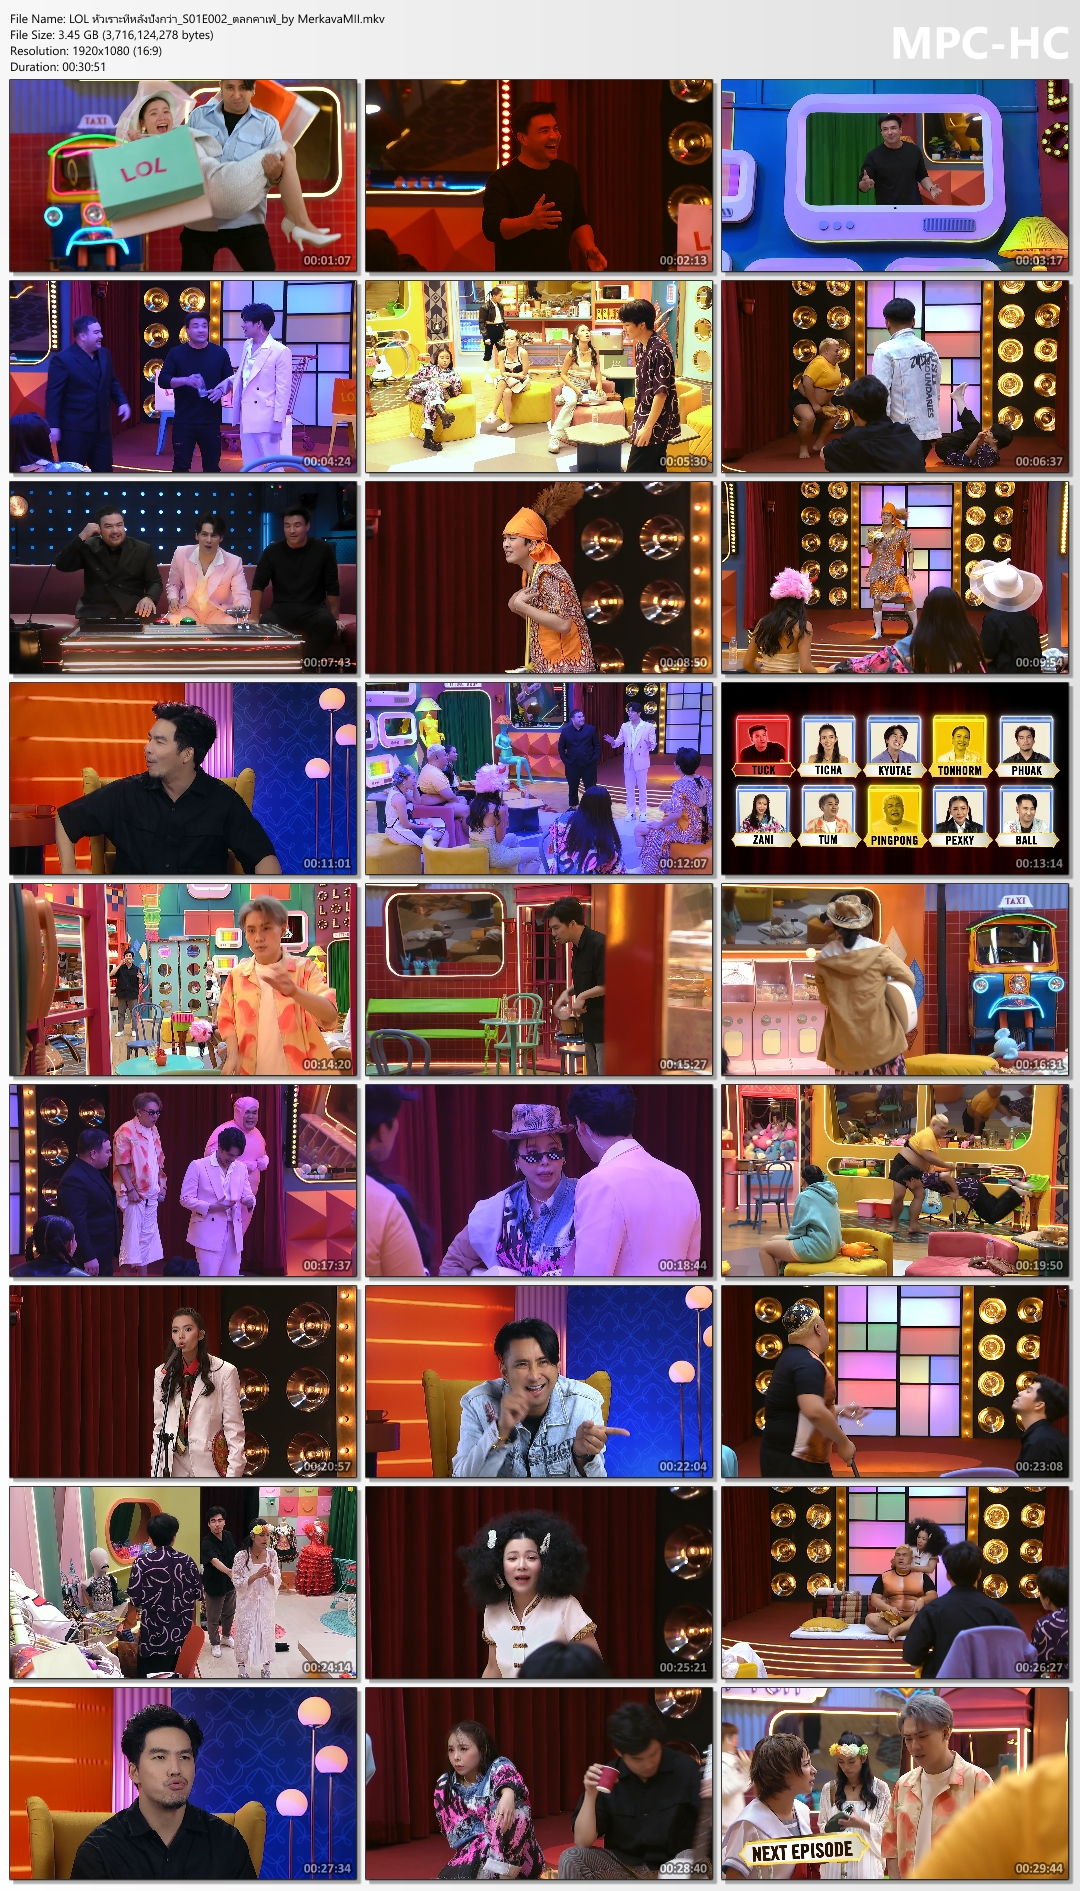 File Name: LOL หัวเราะทีหลังปังกว่า_S01E002_ตลกคาเฟ่_by MerkavaMII.mkv
File Size: 3.45 GB (3,716,124,278 bytes)
Resolution: 1920x1080 (16:9)
Duration: 00:30:51
MPC-HC
TAXI
LOL
00:01:07
00:02:13
00:03:17
00:04:24
00:05:30
BOUNDARIES
00:06:37
00:07:43
00:08:50
00:09:54
00:11:01
00:12:07
TUCK TICHA KYUTAE TONHORM PHUAK
ZANI TUM PINGPONG PEXKY BALL
00:13:14
00:14:20
00:15:27
TAXI
00:16:31
00:17:37
00:18:44
00:19:50
00:20:57
00:22:04
00:23:08
00:24:14
00:25:21
00:26:27
00:27:34
00:28:40
NEXT EPISODE
00:29:44